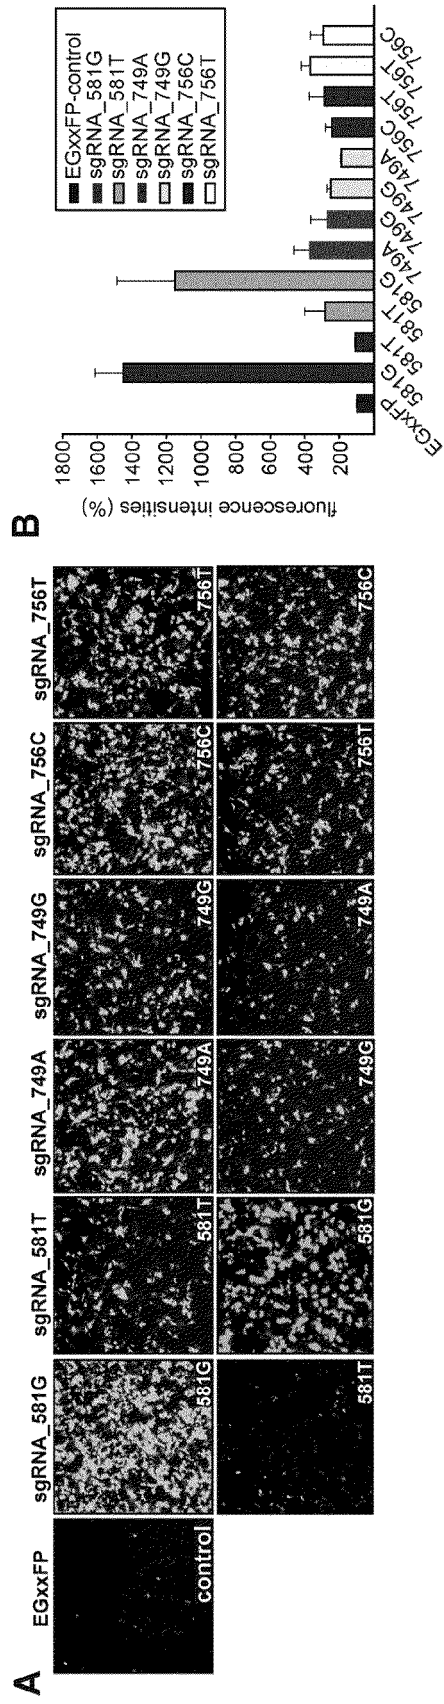 A
EGxxFP
sgRNA_581G
sgRNA_581T
sgRNA_749A
sgRNA_749G
sgRNA_756C
sgRNA_756T
control
581G
581T
749A
749G
756C
756T
581T
581G
749G
749A
756T
756C
B
fluorescence intensities (%)
1800
1600
1400
1200
1000
800
600
400
200
EGxxFP-control
sgRNA_581G
sgRNA_581T
sgRNA_749A
sgRNA_749G
sgRNA_756C
sgRNA_756T
EGxxFP
581G
581T
581T
581G
749A
749G
749G
749A
756C
756T
756T
756C